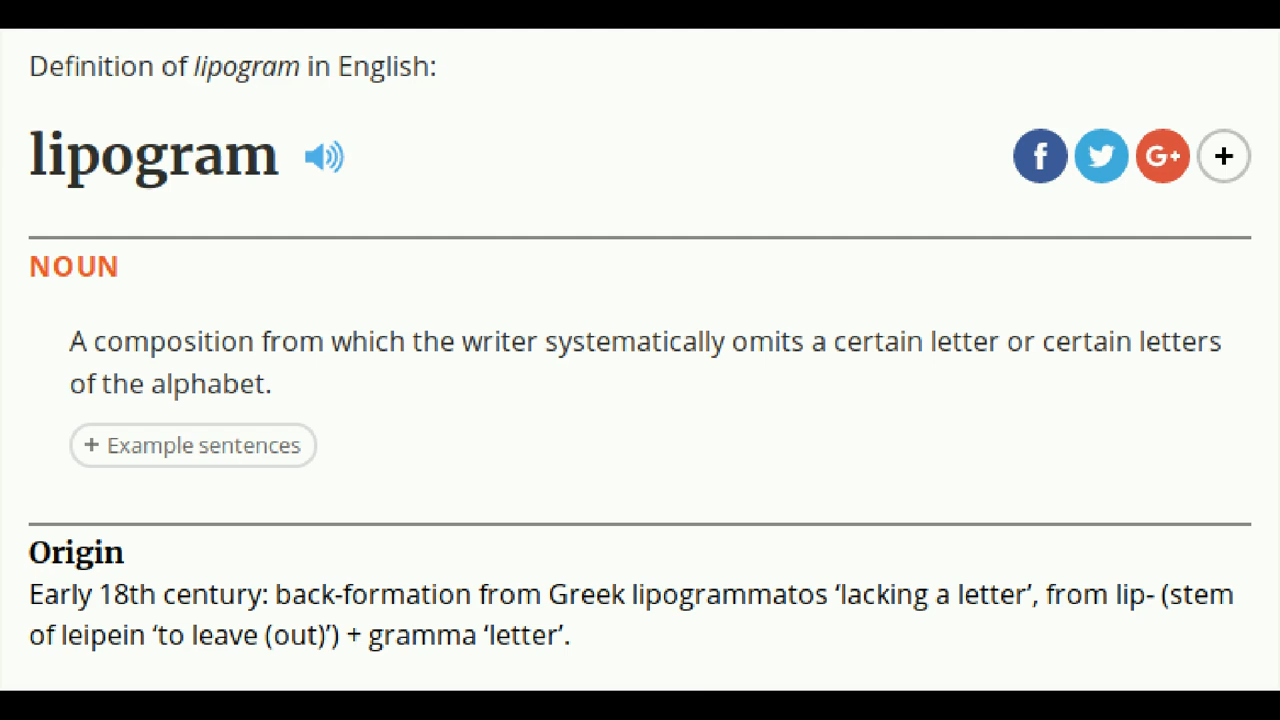 Definition of lipogram in English:
lipogram
f G+ +
NOUN
A composition from which the writer systematically omits a certain letter or certain letters
of the alphabet.
+ Example sentences
Origin
Early 18th century: back-formation from Greek lipogrammatos ‘lacking a letter’, from lip- (stem
of leipein ‘to leave (out)’) + gramma ‘letter’.